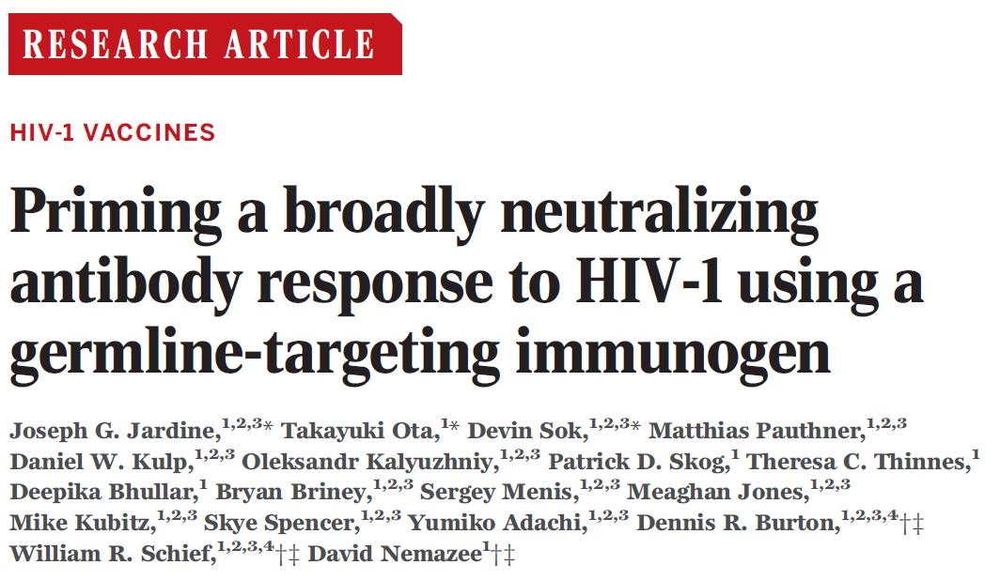 RESEARCH ARTICLE
HIV-1 VACCINES
Priming a broadly neutralizing
antibody response to HIV-1 using a
germline-targeting immunogen
Joseph G. Jardine,1,2,3* Takayuki Ota,1* Devin Sok,1,2,3* Matthias Pauthner,1,2,3
Daniel W. Kulp,1,2,3 Oleksandr Kalyuzhniy,1,2,3 Patrick D. Skog,1 Theresa C. Thinnes,1
Deepika Bhullar,1 Bryan Briney,1,2,3 Sergey Menis,1,2,3 Meaghan Jones,1,2,3
Mike Kubitz,1,2,3 Skye Spencer,1,2,3 Yumiko Adachi,1,2,3 Dennis R. Burton,1,2,3,4†‡
William R. Schief,1,2,3,4†‡ David Nemazee1†‡